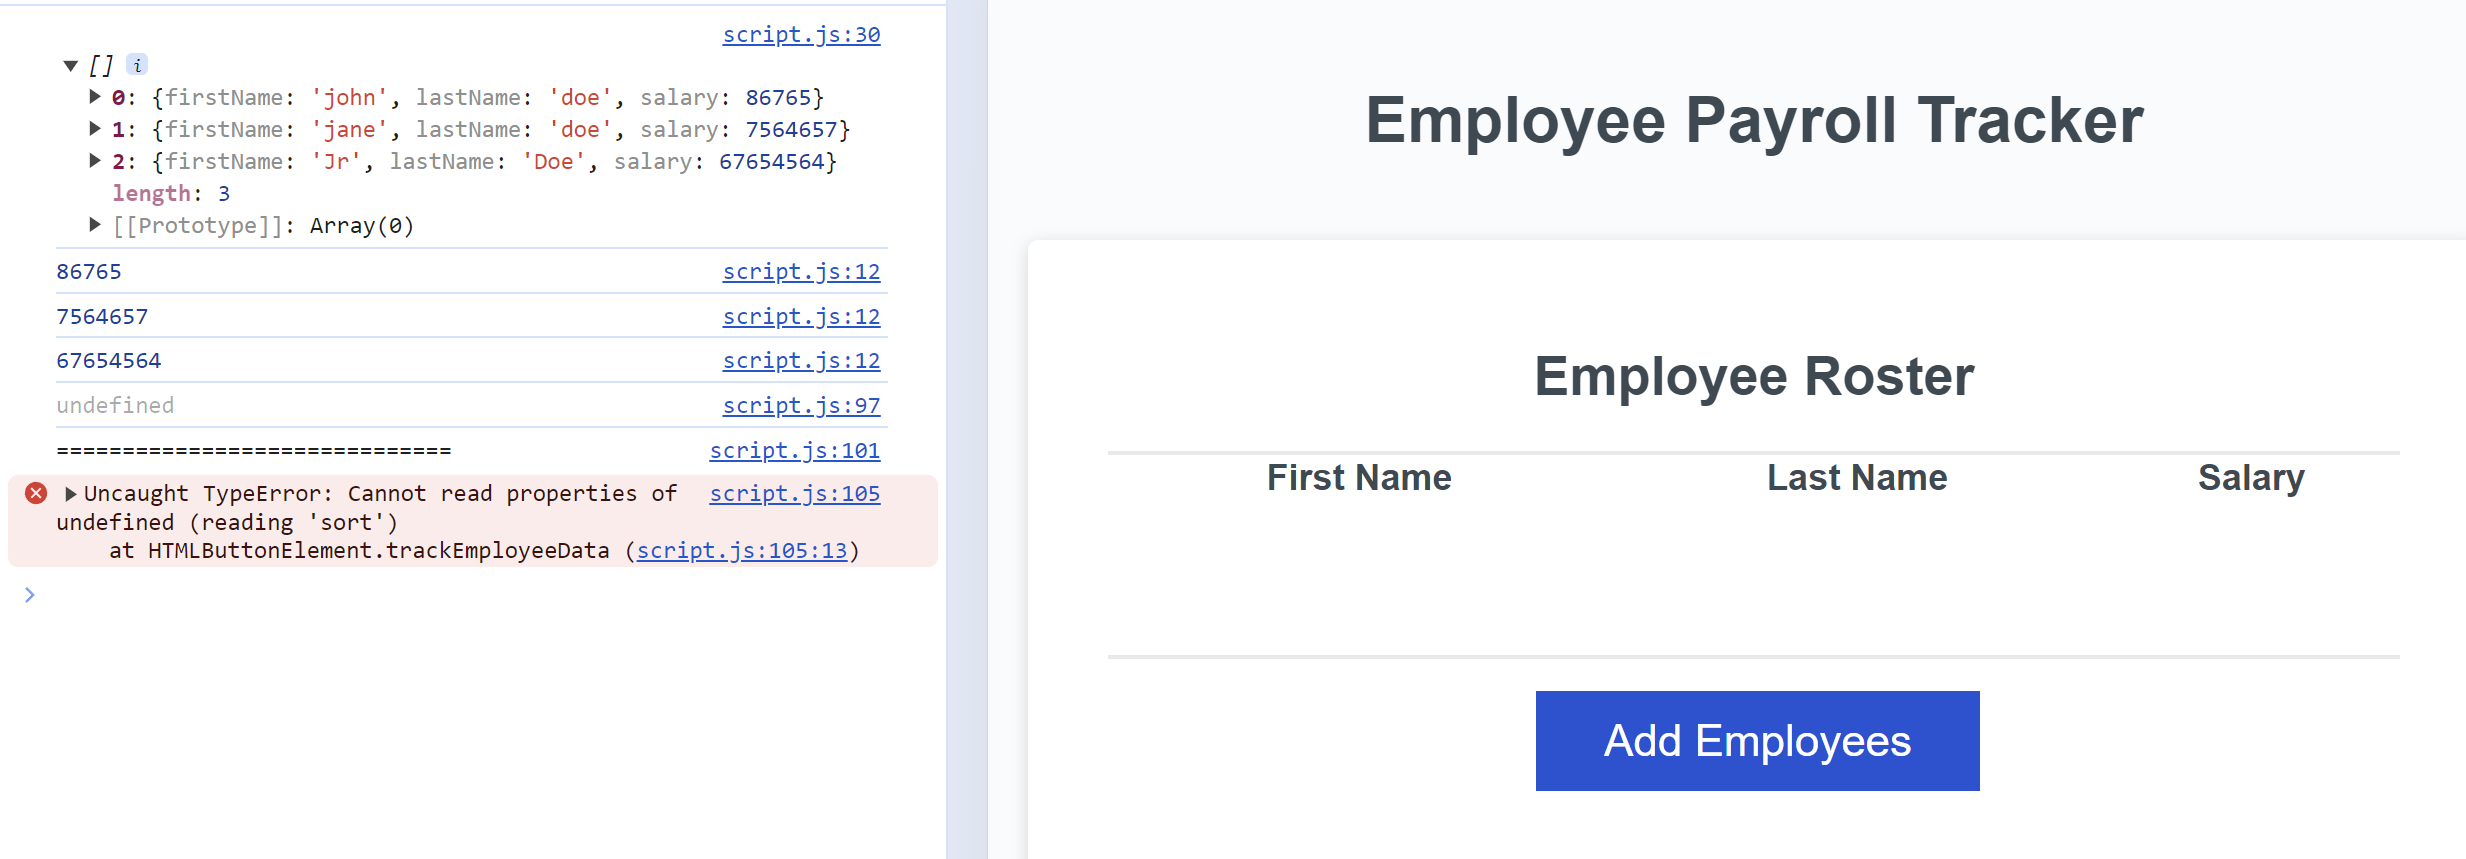 script.js:30
▼ [] i
▶ 0: {firstName: 'john', lastName: 'doe', salary: 86765}
▶ 1: {firstName: 'jane', lastName: 'doe', salary: 7564657}
▶ 2: {firstName: 'Jr', lastName: 'Doe', salary: 67654564}
length: 3
▶ [[Prototype]]: Array(0)
86765 script.js:12
7564657 script.js:12
67654564 script.js:12
undefined script.js:97
============================== script.js:101
▶ Uncaught TypeError: Cannot read properties of script.js:105
undefined (reading 'sort')
at HTMLButtonElement.trackEmployeeData (script.js:105:13)
Employee Payroll Tracker
Employee Roster
First Name Last Name Salary
Add Employees